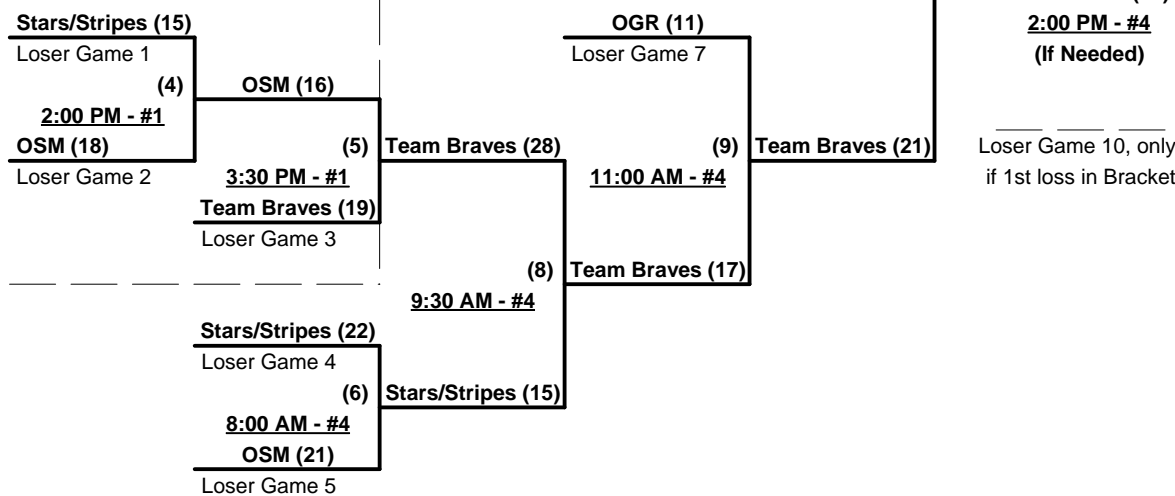 Stars/Stripes (15)
Loser Game 1
(4)
2:00 PM - #1
OSM (18)
Loser Game 2
OSM (16)
(5)
3:30 PM - #1
Team Braves (19)
Loser Game 3
Team Braves (28)
(8)
9:30 AM - #4
Stars/Stripes (22)
Loser Game 4
(6)
8:00 AM - #4
OSM (21)
Loser Game 5
Stars/Stripes (15)
OGR (11)
Loser Game 7
(9)
11:00 AM - #4
Team Braves (17)
Team Braves (21)
2:00 PM - #4
(If Needed)
Loser Game 10, only
if 1st loss in Bracket